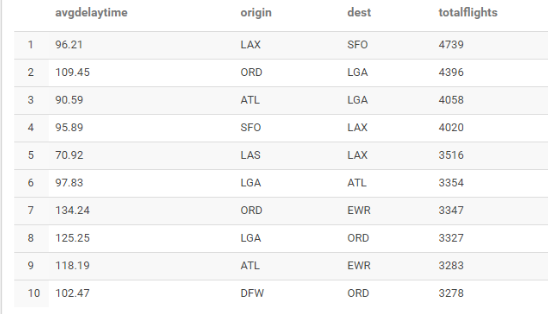 avgdelaytime origin dest totalflights
1 96.21 LAX SFO 4739
2 109.45 ORD LGA 4396
3 90.59 ATL LGA 4058
4 95.89 SFO LAX 4020
5 70.92 LAS LAX 3516
6 97.83 LGA ATL 3354
7 134.24 ORD EWR 3347
8 125.25 LGA ORD 3327
9 118.19 ATL EWR 3283
10 102.47 DFW ORD 3278